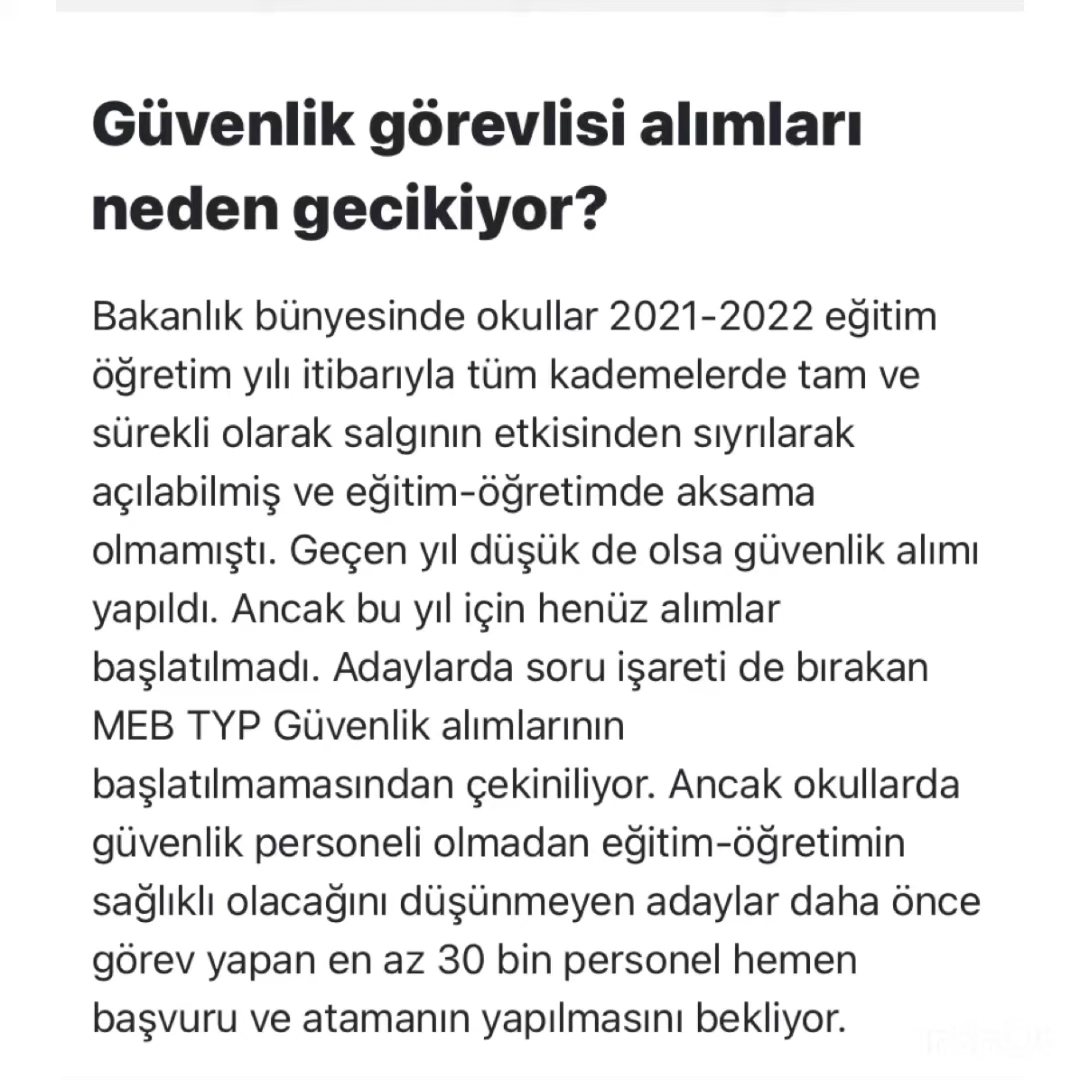 Güvenlik görevlisi alımları
neden gecikiyor?
Bakanlık bünyesinde okullar 2021-2022 eğitim
öğretim yılı itibarıyla tüm kademelerde tam ve
sürekli olarak salgının etkisinden sıyrılarak
açılabilmiş ve eğitim-öğretimde aksama
olmamıştı. Geçen yıl düşük de olsa güvenlik alımı
yapıldı. Ancak bu yıl için henüz alımlar
başlatılmadı. Adaylarda soru işareti de bırakan
MEB TYP Güvenlik alımlarının
başlatılmamasından çekiniliyor. Ancak okullarda
güvenlik personeli olmadan eğitim-öğretimin
sağlıklı olacağını düşünmeyen adaylar daha önce
görev yapan en az 30 bin personel hemen
başvuru ve atamanın yapılmasını bekliyor.